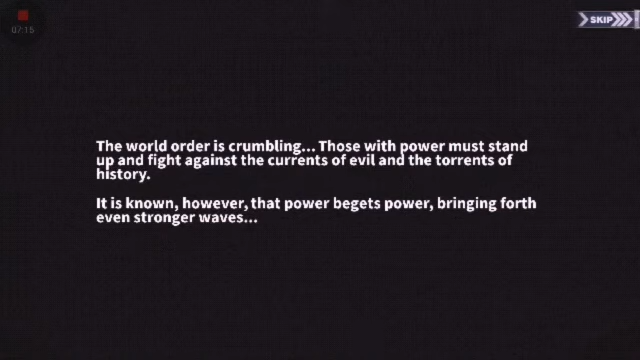 07:15
SKIP
The world order is crumbling... Those with power must stand
up and fight against the currents of evil and the torrents of
history.
It is known, however, that power begets power, bringing forth
even stronger waves...